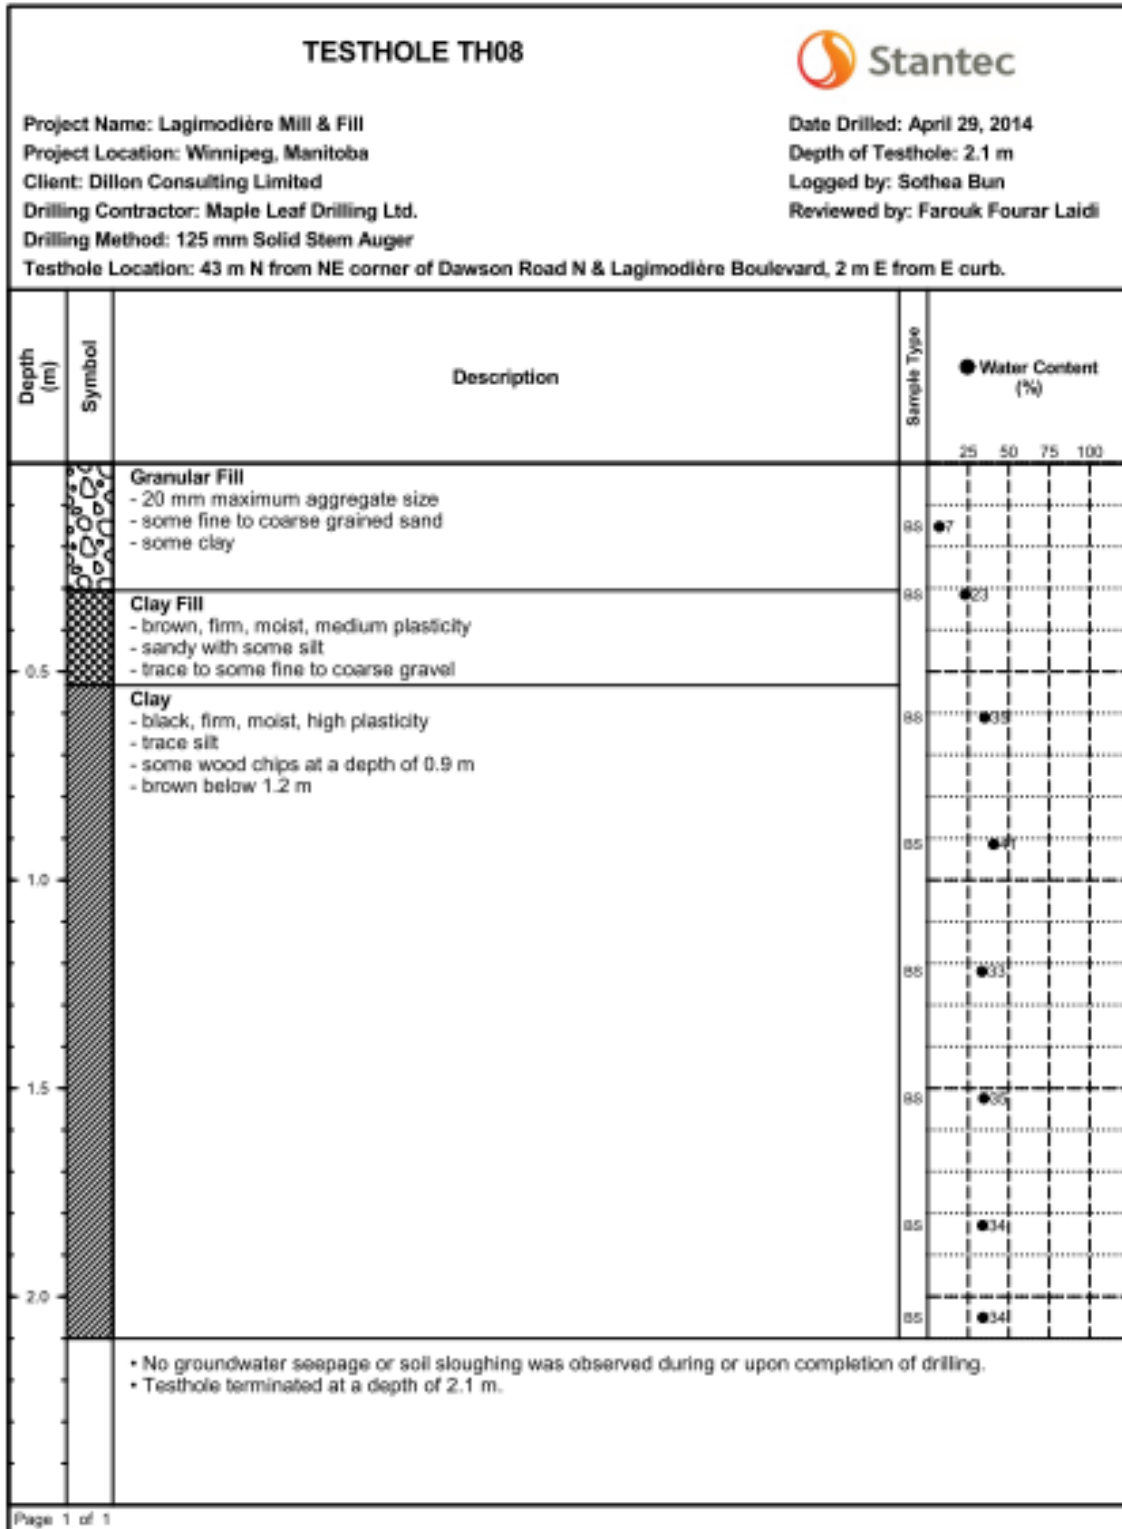 TESTHOLE TH08
Stantec
Project Name: Lagimodière Mill & Fill
Project Location: Winnipeg, Manitoba
Client: Dillon Consulting Limited
Drilling Contractor: Maple Leaf Drilling Ltd.
Drilling Method: 125 mm Solid Stem Auger
Testhole Location: 43 m N from NE corner of Dawson Road N & Lagimodière Boulevard, 2 m E from E curb.
Date Drilled: April 29, 2014
Depth of Testhole: 2.1 m
Logged by: Sothea Bun
Reviewed by: Farouk Fourar Laidi
Depth
(m)
Symbol
Description
Sample Type
Water Content
(%)
25 50 75 100
Granular Fill
- 20 mm maximum aggregate size
- some fine to coarse grained sand
- some clay
BS 7
BS 23
Clay Fill
- brown, firm, moist, medium plasticity
- sandy with some silt
- trace to some fine to coarse gravel
0.5
Clay
- black, firm, moist, high plasticity
- trace silt
- some wood chips at a depth of 0.9 m
- brown below 1.2 m
BS 35
BS 41
1.0
BS 33
1.5
BS 35
BS 34
2.0
BS 34
• No groundwater seepage or soil sloughing was observed during or upon completion of drilling.
• Testhole terminated at a depth of 2.1 m.
Page 1 of 1